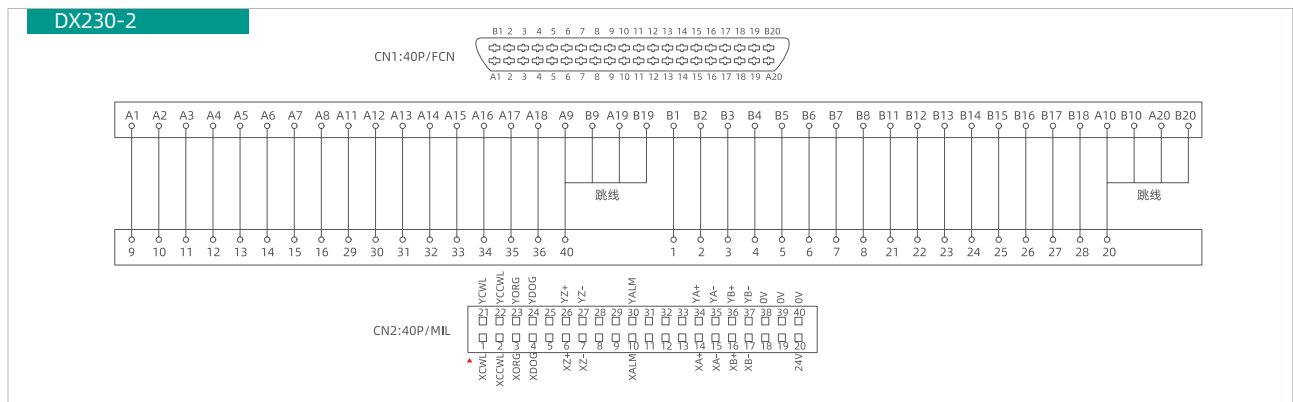 DX230-2
B1 2 3 4 5 6 7 8 9 10 11 12 13 14 15 16 17 18 19 B20
CN1:40P/FCN
A1 2 3 4 5 6 7 8 9 10 11 12 13 14 15 16 17 18 19 A20
A1 A2 A3 A4 A5 A6 A7 A8 A11 A12 A13 A14 A15 A16 A17 A18 A9 B9 A19 B19 B1 B2 B3 B4 B5 B6 B7 B8 B11 B12 B13 B14 B15 B16 B17 B18 A10 B10 A20 B20
跳线 跳线
9 10 11 12 13 14 15 16 29 30 31 32 33 34 35 36 40 1 2 3 4 5 6 7 8 21 22 23 24 25 26 27 28 20
YCWL YCCWL YORG YDOG YZ+ YZ- YALM YA+ YA- YB+ YB- 0V 0V 0V
21 22 23 24 25 26 27 28 29 30 31 32 33 34 35 36 37 38 39 40
CN2:40P/MIL
1 2 3 4 5 6 7 8 9 10 11 12 13 14 15 16 17 18 19 20
XCWL XCCWL XORG XDOG XZ+ XZ- XALM XA+ XA- XB+ XB- 24V